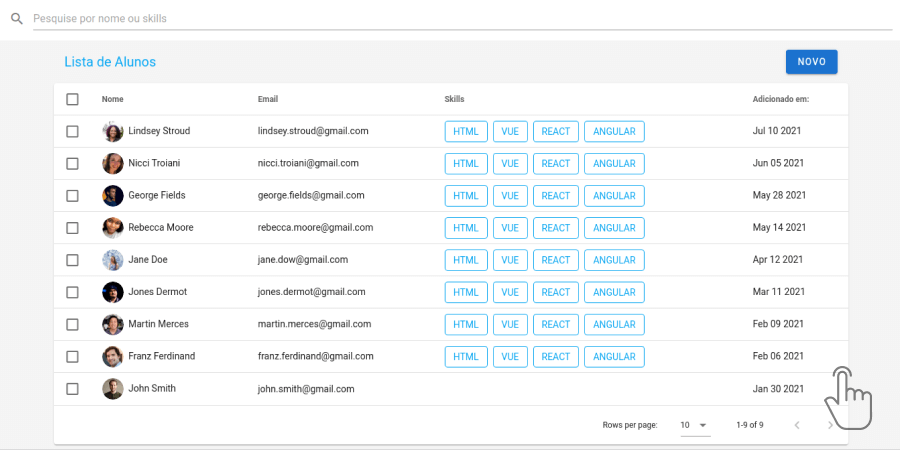 Pesquise por nome ou skills
Lista de Alunos NOVO
Nome Email Skills Adicionado em:
Lindsey Stroud lindsey.stroud@gmail.com HTML VUE REACT ANGULAR Jul 10 2021
Nicci Troiani nicci.troiani@gmail.com HTML VUE REACT ANGULAR Jun 05 2021
George Fields george.fields@gmail.com HTML VUE REACT ANGULAR May 28 2021
Rebecca Moore rebecca.moore@gmail.com HTML VUE REACT ANGULAR May 14 2021
Jane Doe jane.dow@gmail.com HTML VUE REACT ANGULAR Apr 12 2021
Jones Dermot jones.dermot@gmail.com HTML VUE REACT ANGULAR Mar 11 2021
Martin Merces martin.merces@gmail.com HTML VUE REACT ANGULAR Feb 09 2021
Franz Ferdinand franz.ferdinand@gmail.com HTML VUE REACT ANGULAR Feb 06 2021
John Smith john.smith@gmail.com Jan 30 2021
Rows per page: 10 1-9 of 9